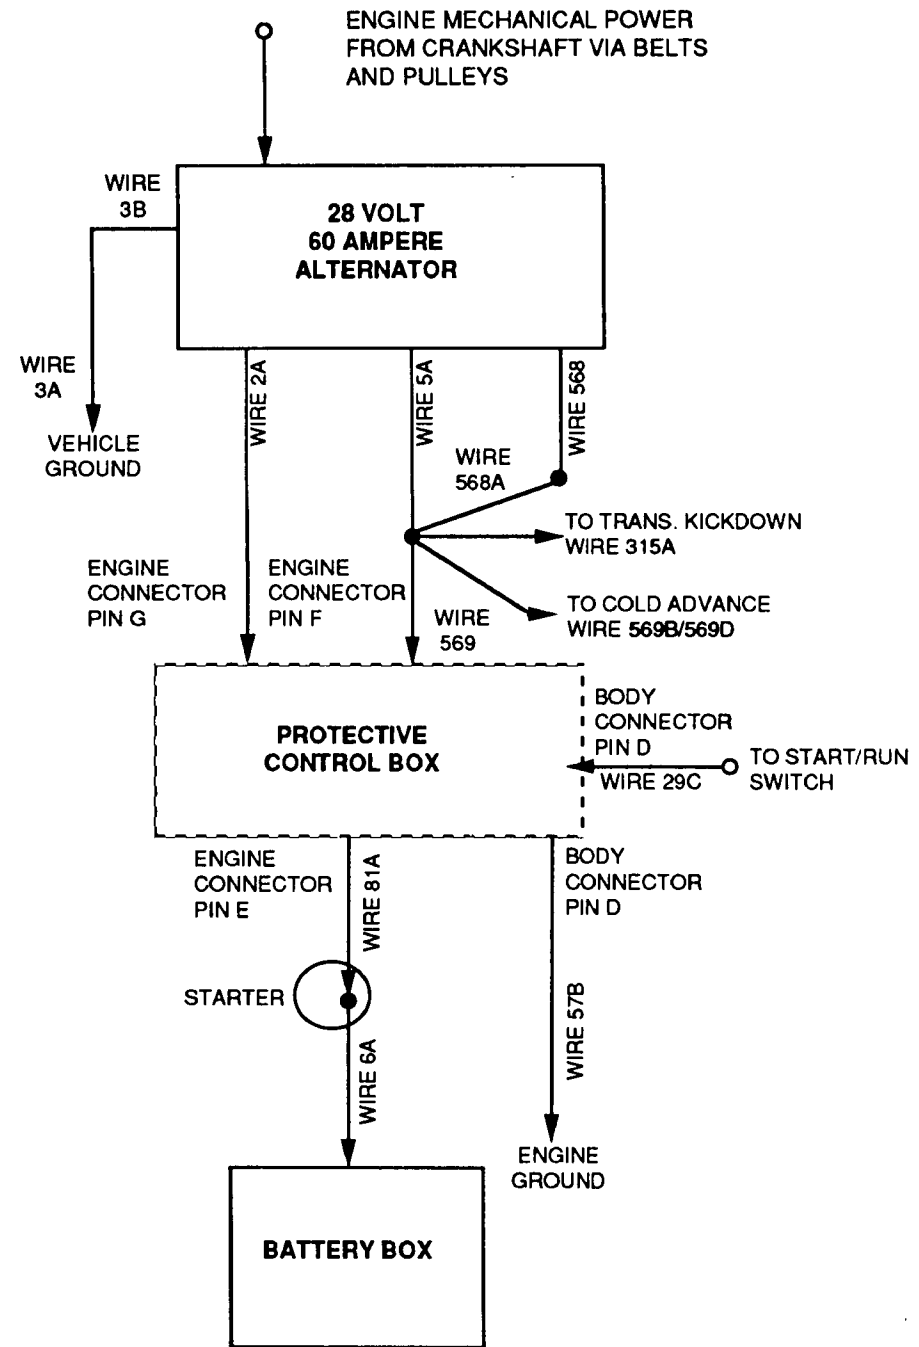 ENGINE MECHANICAL POWER
FROM CRANKSHAFT VIA BELTS
AND PULLEYS
WIRE
3B
28 VOLT
60 AMPERE
ALTERNATOR
WIRE
3A
VEHICLE
GROUND
WIRE 2A
WIRE 5A
WIRE 568
WIRE
568A
TO TRANS. KICKDOWN
WIRE 315A
TO COLD ADVANCE
WIRE 569B/569D
ENGINE
CONNECTOR
PIN G
ENGINE
CONNECTOR
PIN F
WIRE
569
PROTECTIVE
CONTROL BOX
BODY
CONNECTOR
PIN D
WIRE 29C
TO START/RUN
SWITCH
ENGINE
CONNECTOR
PIN E
WIRE 81A
BODY
CONNECTOR
PIN D
STARTER
WIRE 6A
WIRE 57B
ENGINE
GROUND
BATTERY BOX